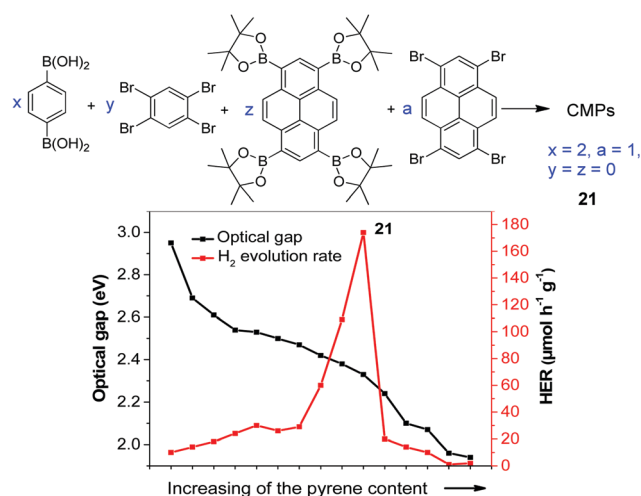 B(OH)₂
B(OH)₂
x
+
y
Br
Br
Br
Br
+
z
O
O
B
O
O
B
B
O
O
B
O
O
+
a
Br
Br
Br
Br
CMPs
x = 2, a = 1,
y = z = 0
21
21
Optical gap
H₂ evolution rate
Optical gap (eV)
3.0
2.8
2.6
2.4
2.2
2.0
HER (µmol h⁻¹ g⁻¹)
180
160
140
120
100
80
60
40
20
0
Increasing of the pyrene content